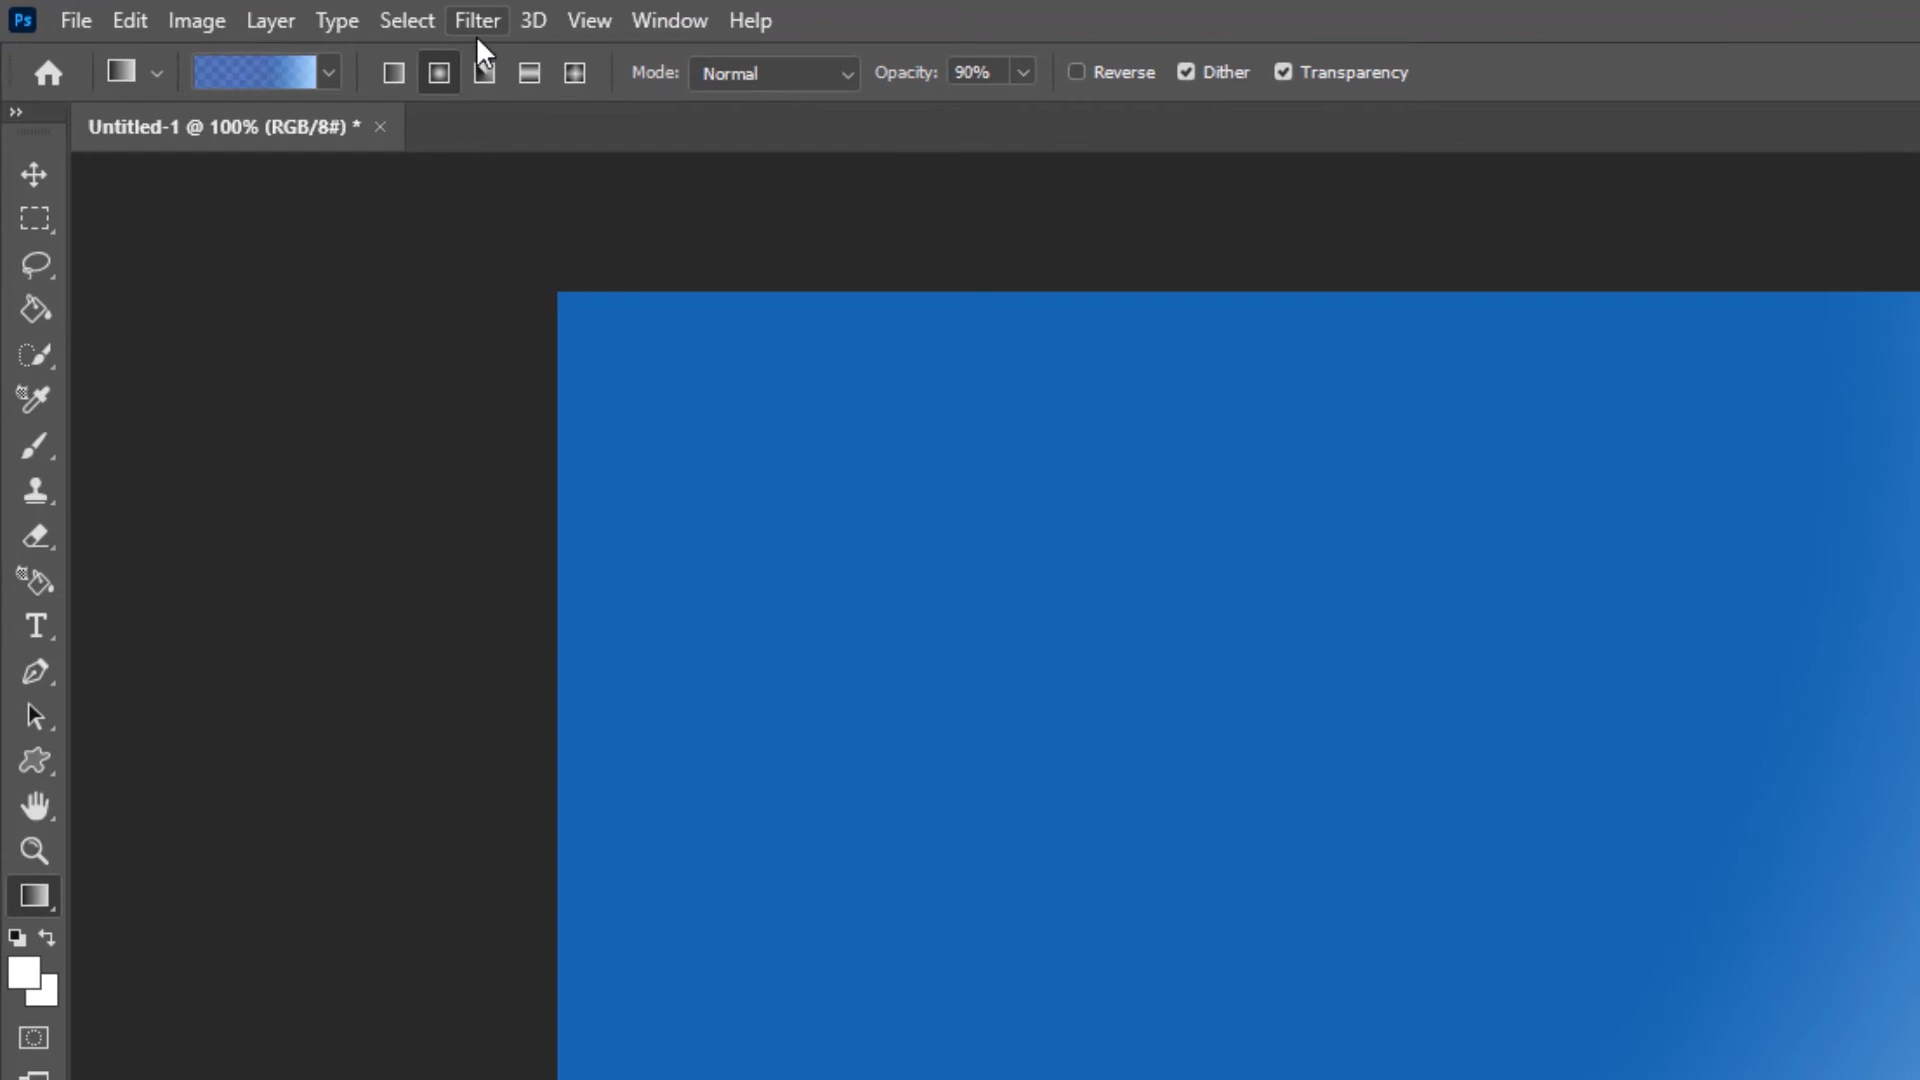 Ps File Edit Image Layer Type Select Filter 3D View Window Help
Mode: Normal Opacity: 90% Reverse Dither Transparency
Untitled-1 @ 100% (RGB/8#) *
T